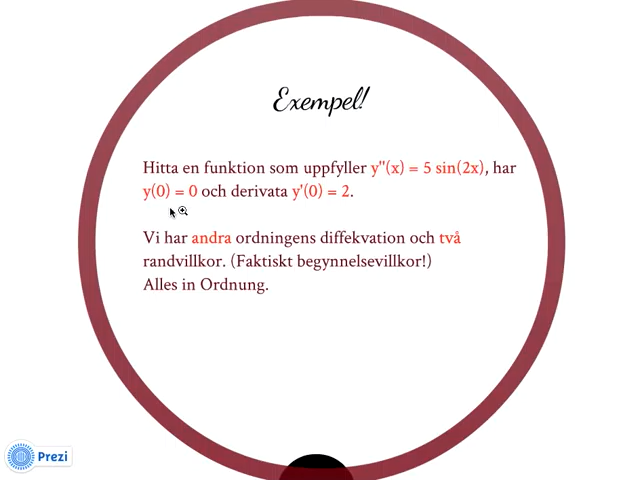 Exempel!
Hitta en funktion som uppfyller y"(x) = 5 sin(2x), har
y(0) = 0 och derivata y'(0) = 2.
Vi har andra ordningens diffekvation och två
randvillkor. (Faktiskt begynnelsevillkor!)
Alles in Ordnung.
Prezi